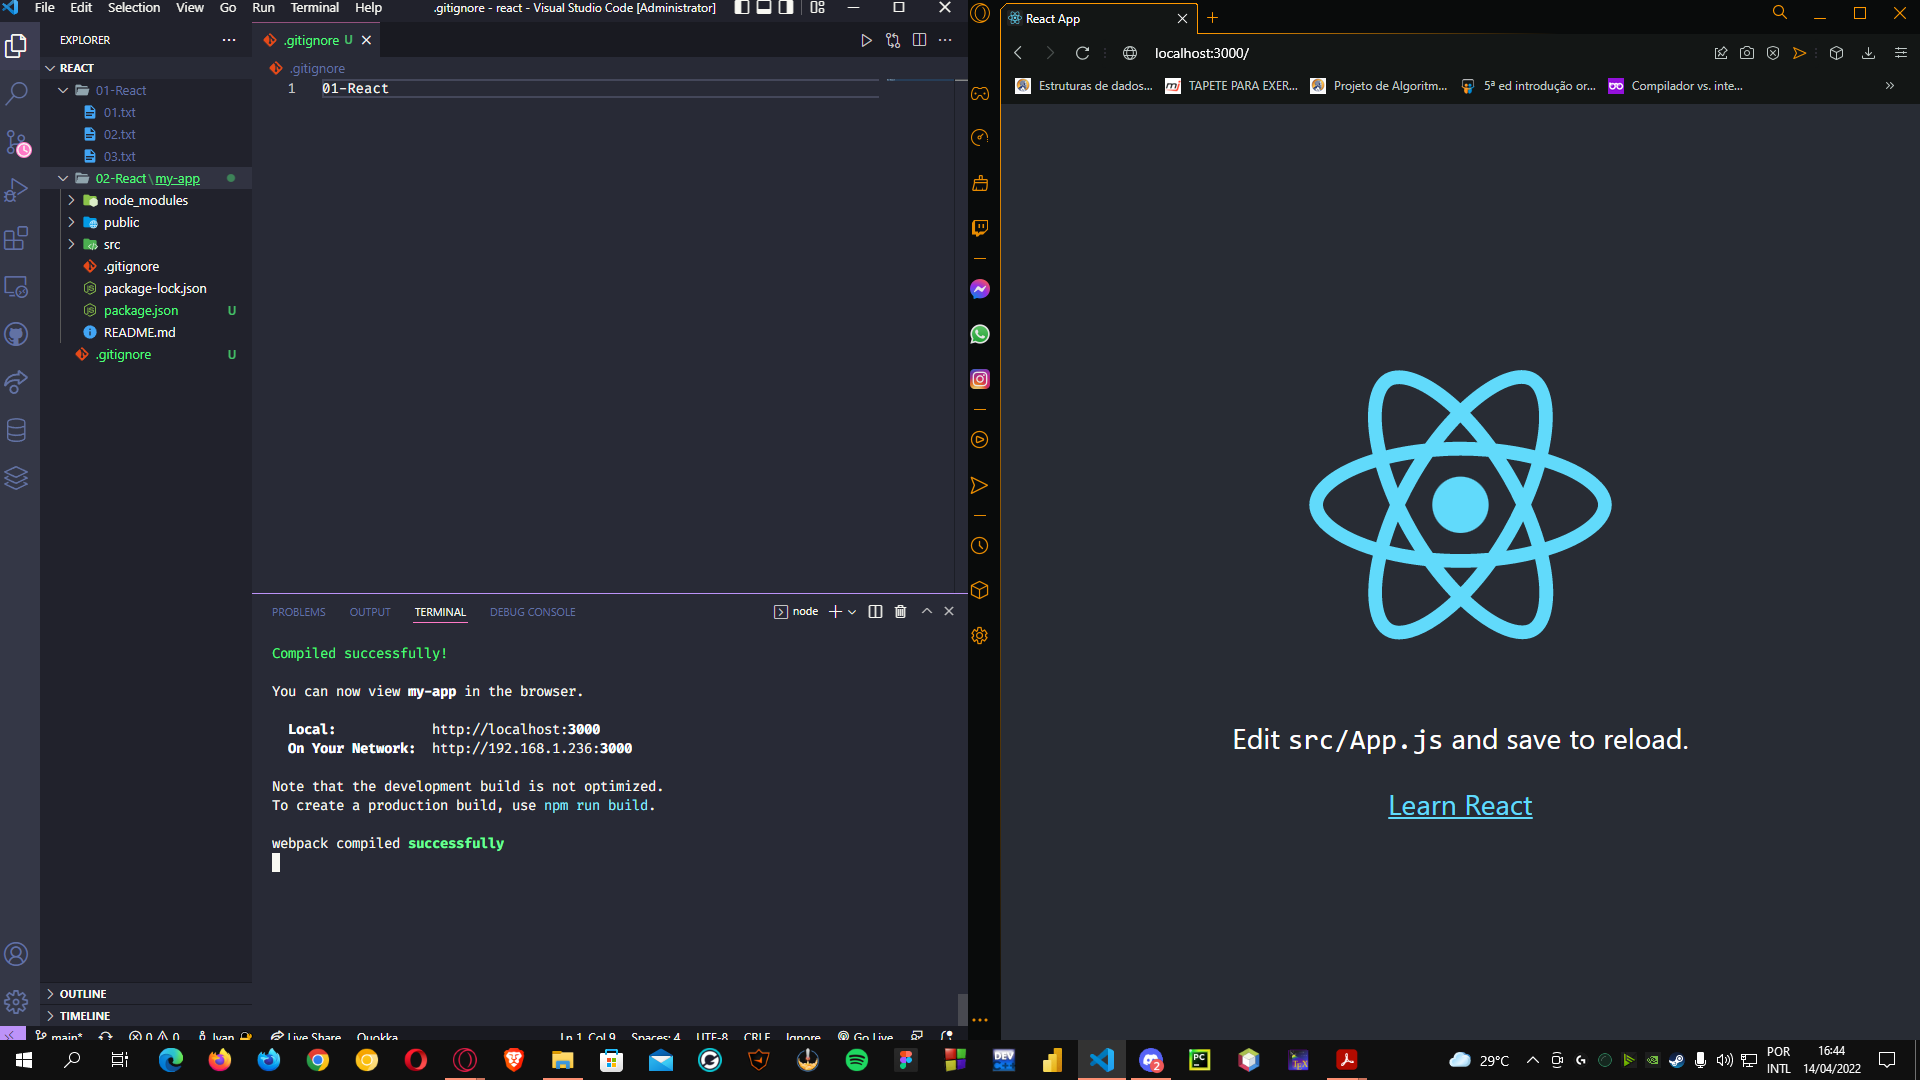 File Edit Selection View Go Run Terminal Help .gitignore - react - Visual Studio Code [Administrator]
EXPLORER
REACT
01-React
01.txt
02.txt
03.txt
02-React\my-app
node_modules
public
src
.gitignore
package-lock.json
package.json U
README.md
.gitignore U
OUTLINE
TIMELINE
.gitignore U
.gitignore
1 01-React
PROBLEMS OUTPUT TERMINAL DEBUG CONSOLE node
Compiled successfully!
You can now view my-app in the browser.
Local: http://localhost:3000
On Your Network: http://192.168.1.236:3000
Note that the development build is not optimized.
To create a production build, use npm run build.
webpack compiled successfully
main* 0 0 Ivan Live Share Quokka Ln 1, Col 9 Spaces: 4 UTF-8 CRLF Ignore Go Live
React App
localhost:3000/
Estruturas de dados... TAPETE PARA EXER... Projeto de Algoritm... 5ª ed introdução or... Compilador vs. inte...
Edit src/App.js and save to reload.
Learn React
DEV
PC
2
29°C
POR
INTL
16:44
14/04/2022